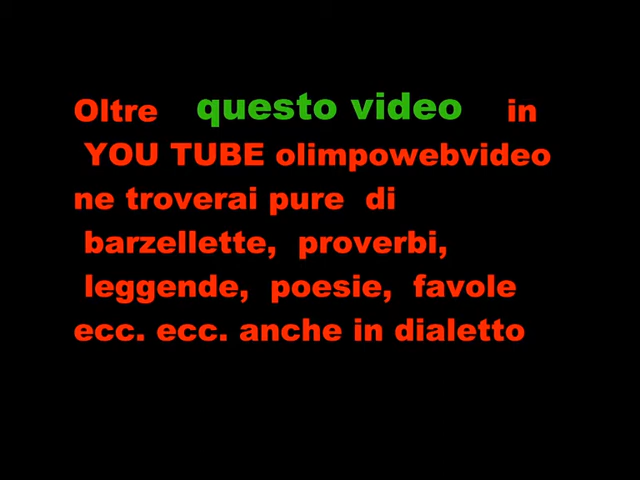 Oltre questo video in
YOU TUBE olimpowebvideo
ne troverai pure di
barzellette, proverbi,
leggende, poesie, favole
ecc. ecc. anche in dialetto